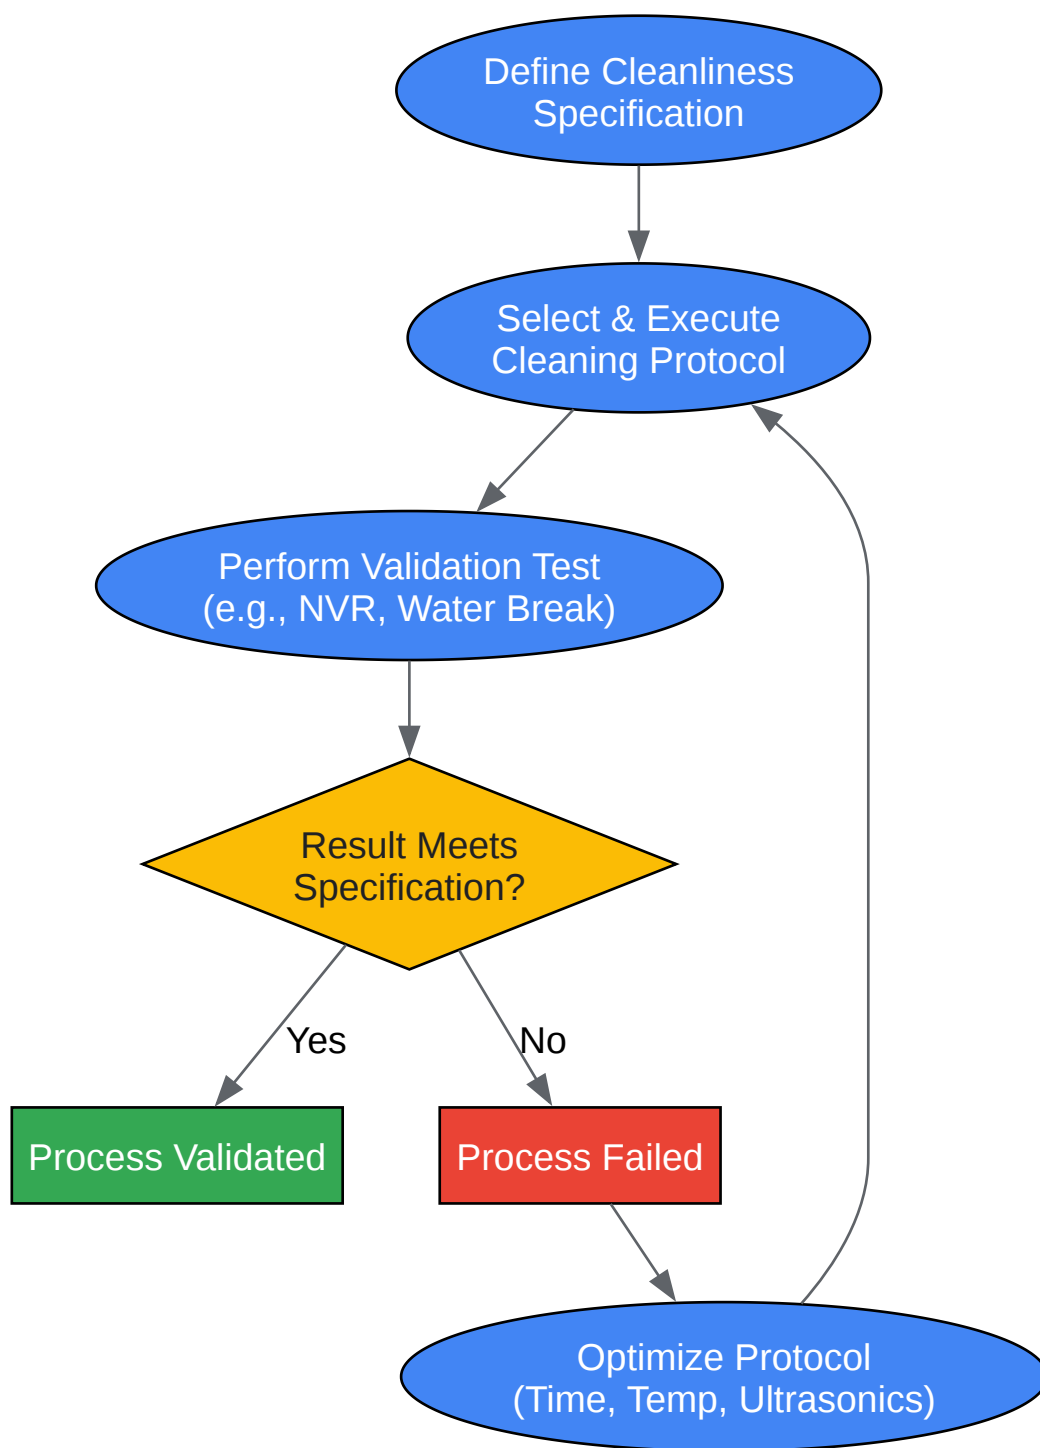 Define Cleanliness
Specification
Select & Execute
Cleaning Protocol
Perform Validation Test
(e.g., NVR, Water Break)
Result Meets
Specification?
Yes
No
Process Validated
Process Failed
Optimize Protocol
(Time, Temp, Ultrasonics)